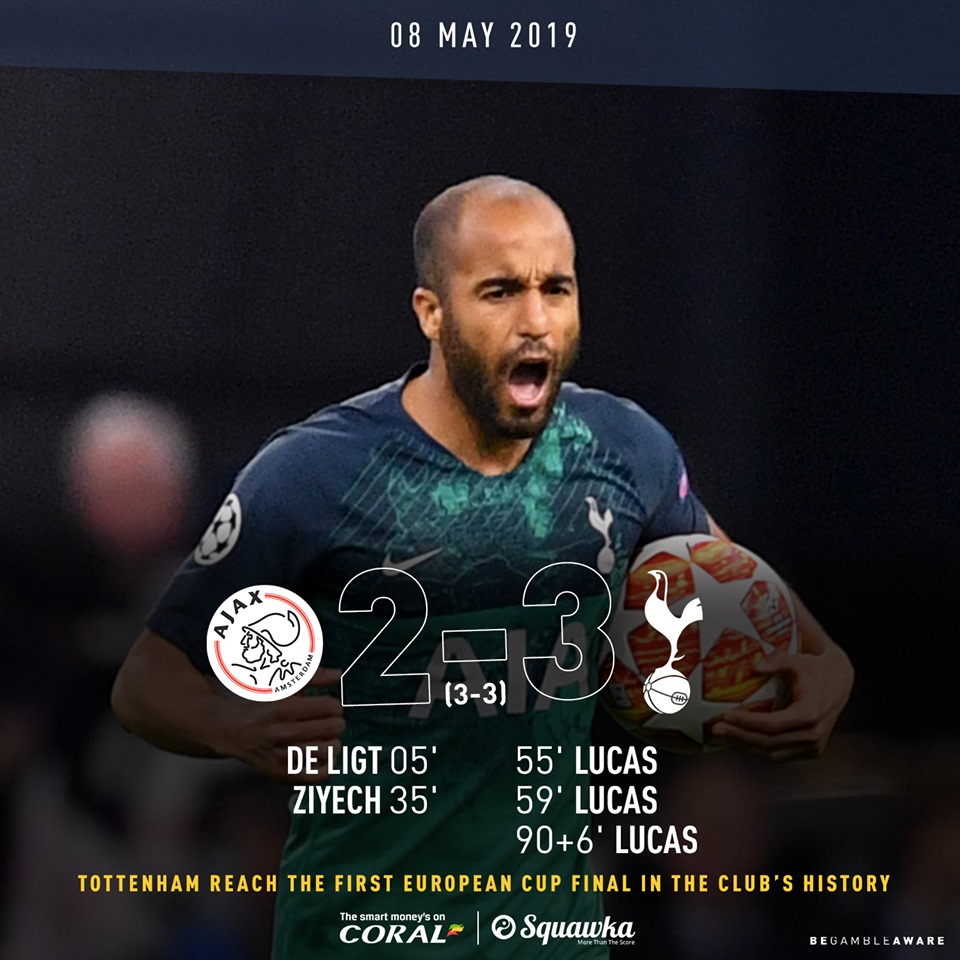 08 MAY 2019
AJAX
AMSTERDAM
2-3
(3-3)
AIA
DE LIGT 05'
55' LUCAS
ZIYECH 35'
59' LUCAS
90+6' LUCAS
TOTTENHAM REACH THE FIRST EUROPEAN CUP FINAL IN THE CLUB'S HISTORY
The smart money's on
CORAL
Squawka
More Than The Score
BEGAMBLEAWARE